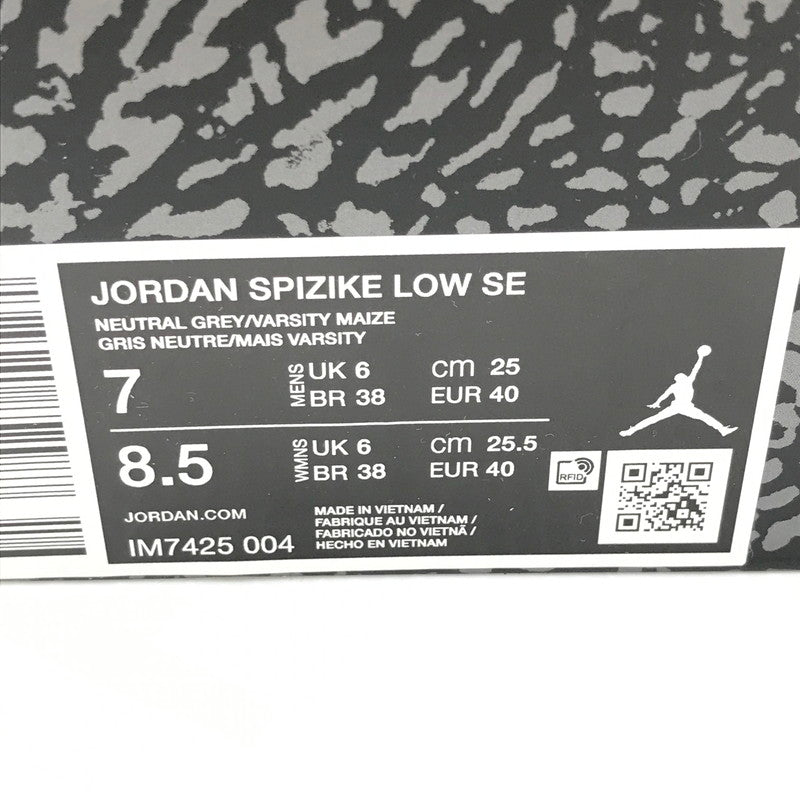 JORDAN SPIZIKE LOW SE
NEUTRAL GREY/VARSITY MAIZE
GRIS NEUTRE/MAIS VARSITY
7 MENS UK 6 cm 25
BR 38 EUR 40
8.5 WMNS UK 6 cm 25.5
BR 38 EUR 40
RFID
JORDAN.COM
IM7425 004
MADE IN VIETNAM /
FABRIQUE AU VIETNAM /
FABRICADO NO VIETNÃ /
HECHO EN VIETNAM